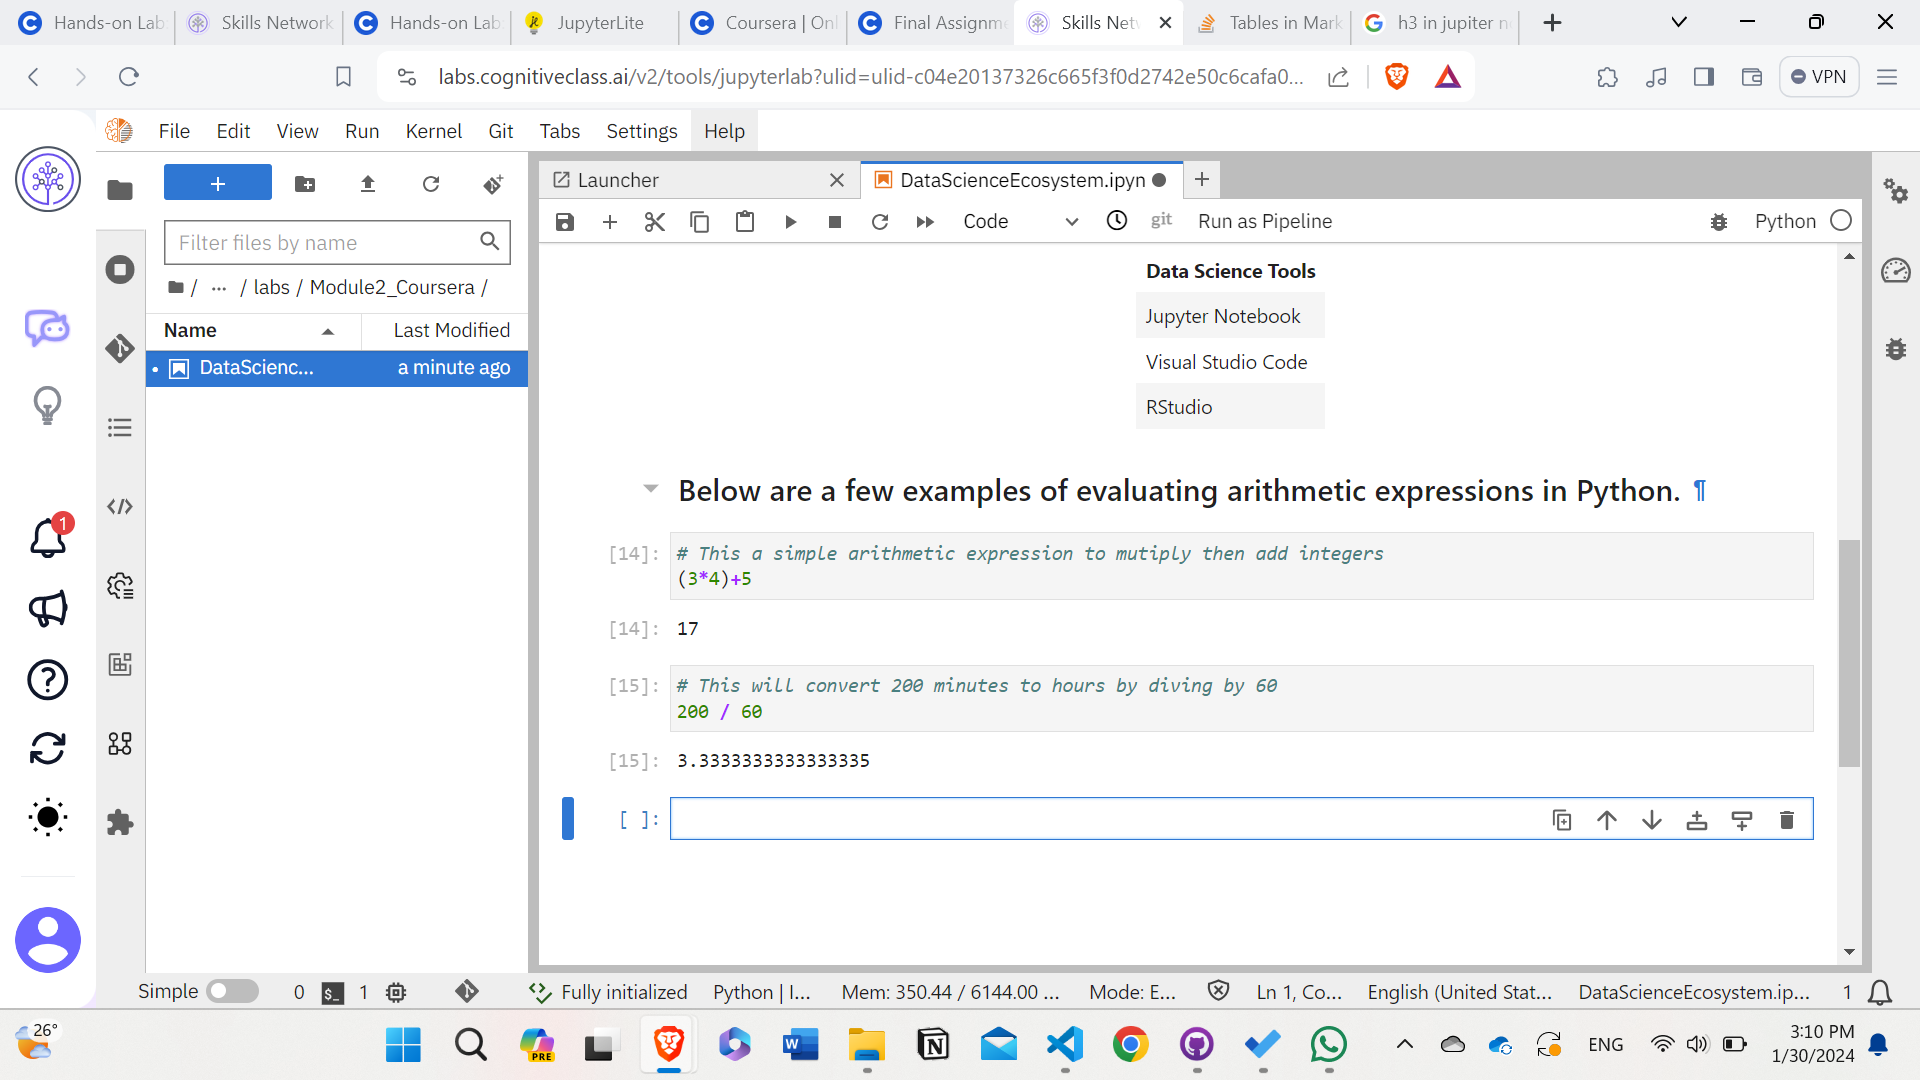 Hands-on Lab
Skills Network
Hands-on Lab
JupyterLite
Coursera | Onl
Final Assignme
Skills Netw
Tables in Mark
h3 in jupiter n
labs.cognitiveclass.ai/v2/tools/jupyterlab?ulid=ulid-c04e20137326c665f3f0d2742e50c6cafa0...
VPN
File Edit View Run Kernel Git Tabs Settings Help
Launcher
DataScienceEcosystem.ipyn
Code
git
Run as Pipeline
Python
Filter files by name
/ ... / labs / Module2_Coursera /
Name
Last Modified
DataScienc...
a minute ago
Data Science Tools
Jupyter Notebook
Visual Studio Code
RStudio
Below are a few examples of evaluating arithmetic expressions in Python. ¶
[14]: # This a simple arithmetic expression to mutiply then add integers
(3*4)+5
[14]: 17
[15]: # This will convert 200 minutes to hours by diving by 60
200 / 60
[15]: 3.3333333333333335
[ ]:
1
Simple
0
$_
1
Fully initialized
Python | I...
Mem: 350.44 / 6144.00 ...
Mode: E...
Ln 1, Co...
English (United Stat...
DataScienceEcosystem.ip...
1
26°
PRE
W
N
ENG
3:10 PM
1/30/2024